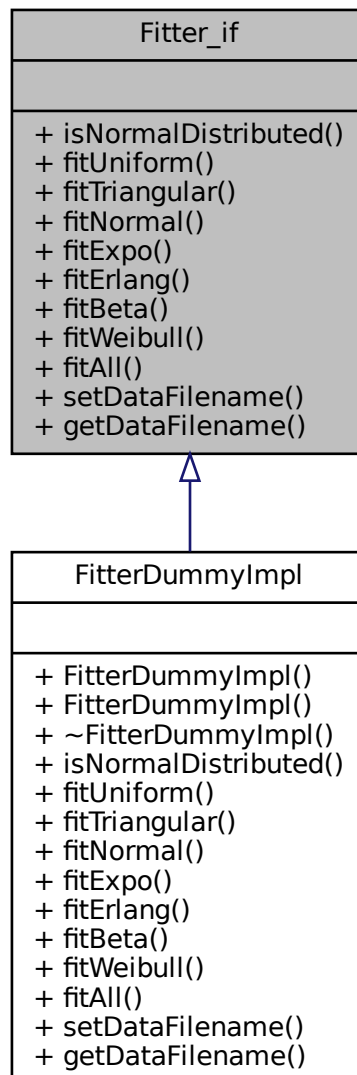 Fitter_if
+ isNormalDistributed()
+ fitUniform()
+ fitTriangular()
+ fitNormal()
+ fitExpo()
+ fitErlang()
+ fitBeta()
+ fitWeibull()
+ fitAll()
+ setDataFilename()
+ getDataFilename()
FitterDummyImpl
+ FitterDummyImpl()
+ FitterDummyImpl()
+ ~FitterDummyImpl()
+ isNormalDistributed()
+ fitUniform()
+ fitTriangular()
+ fitNormal()
+ fitExpo()
+ fitErlang()
+ fitBeta()
+ fitWeibull()
+ fitAll()
+ setDataFilename()
+ getDataFilename()